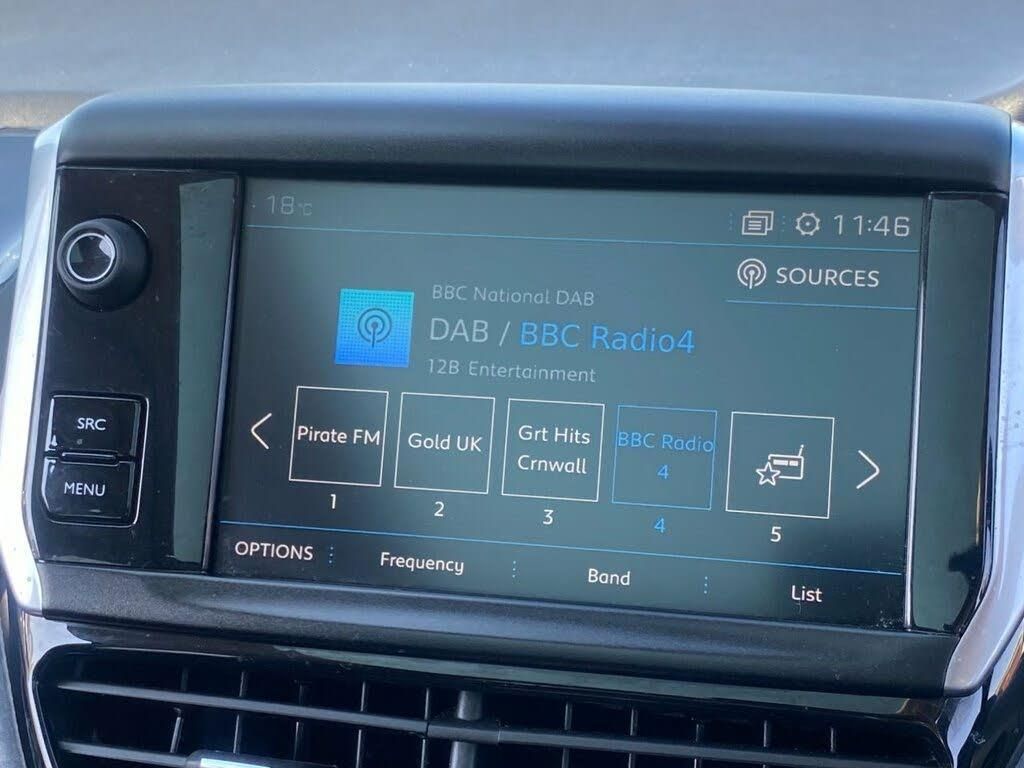 18°C
11:46
SOURCES
BBC National DAB
DAB / BBC Radio4
12B Entertainment
SRC
MENU
Pirate FM
Gold UK
Grt Hits
Crnwall
BBC Radio
4
1
2
3
4
5
OPTIONS
Frequency
Band
List